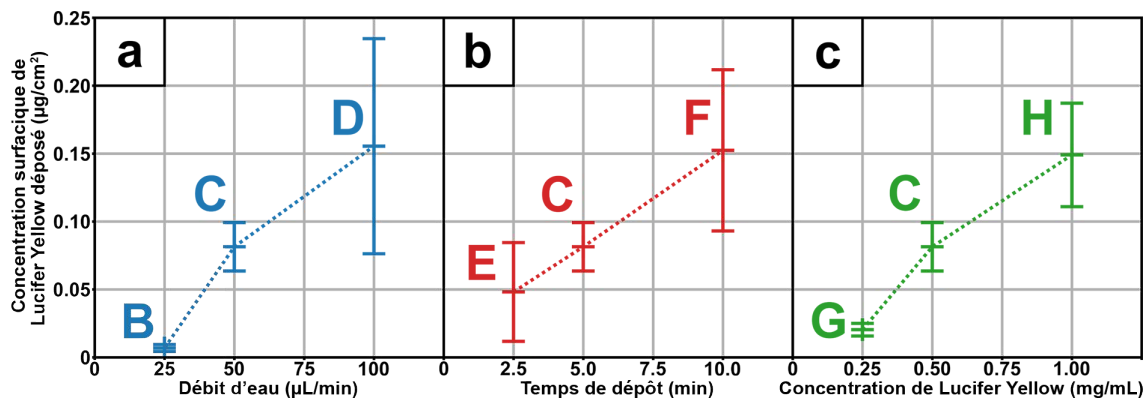 Concentration surfacique de
Lucifer Yellow déposé (µg/cm²)
0.25
0.20
0.15
0.10
0.05
0
a
B
C
D
0
25
50
75
100
Débit d'eau (µL/min)
b
E
C
F
0
2.5
5.0
7.5
10.0
Temps de dépôt (min)
c
G
C
H
0
0.25
0.50
0.75
1.00
Concentration de Lucifer Yellow (mg/mL)